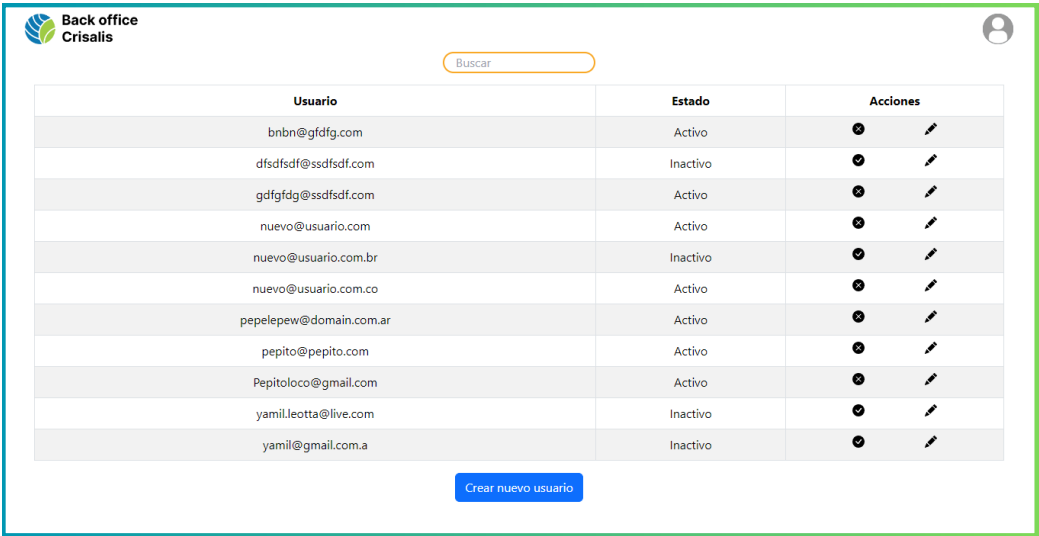 Back office
Crisalis
Buscar
Usuario Estado Acciones
bnbn@gfdfg.com Activo
dfsdfsdf@ssdfsdf.com Inactivo
gdfgfdg@ssdfsdf.com Activo
nuevo@usuario.com Activo
nuevo@usuario.com.br Inactivo
nuevo@usuario.com.co Activo
pepelepew@domain.com.ar Activo
pepito@pepito.com Activo
Pepitoloco@gmail.com Activo
yamil.leotta@live.com Inactivo
yamil@gmail.com.a Inactivo
Crear nuevo usuario